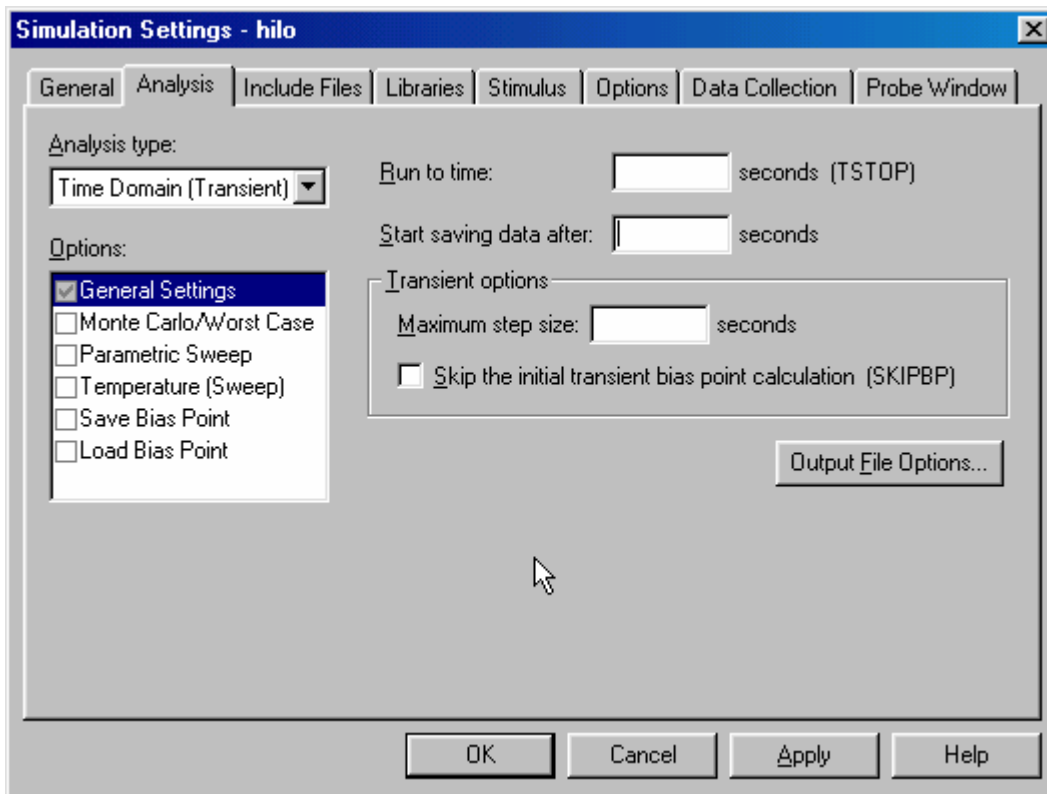 Simulation Settings - hilo
General Analysis Include Files Libraries Stimulus Options Data Collection Probe Window
Analysis type:
Time Domain (Transient)
Options:
General Settings
Monte Carlo/Worst Case
Parametric Sweep
Temperature (Sweep)
Save Bias Point
Load Bias Point
Run to time: seconds (TSTOP)
Start saving data after: seconds
Transient options
Maximum step size: seconds
Skip the initial transient bias point calculation (SKIPBP)
Output File Options...
OK Cancel Apply Help